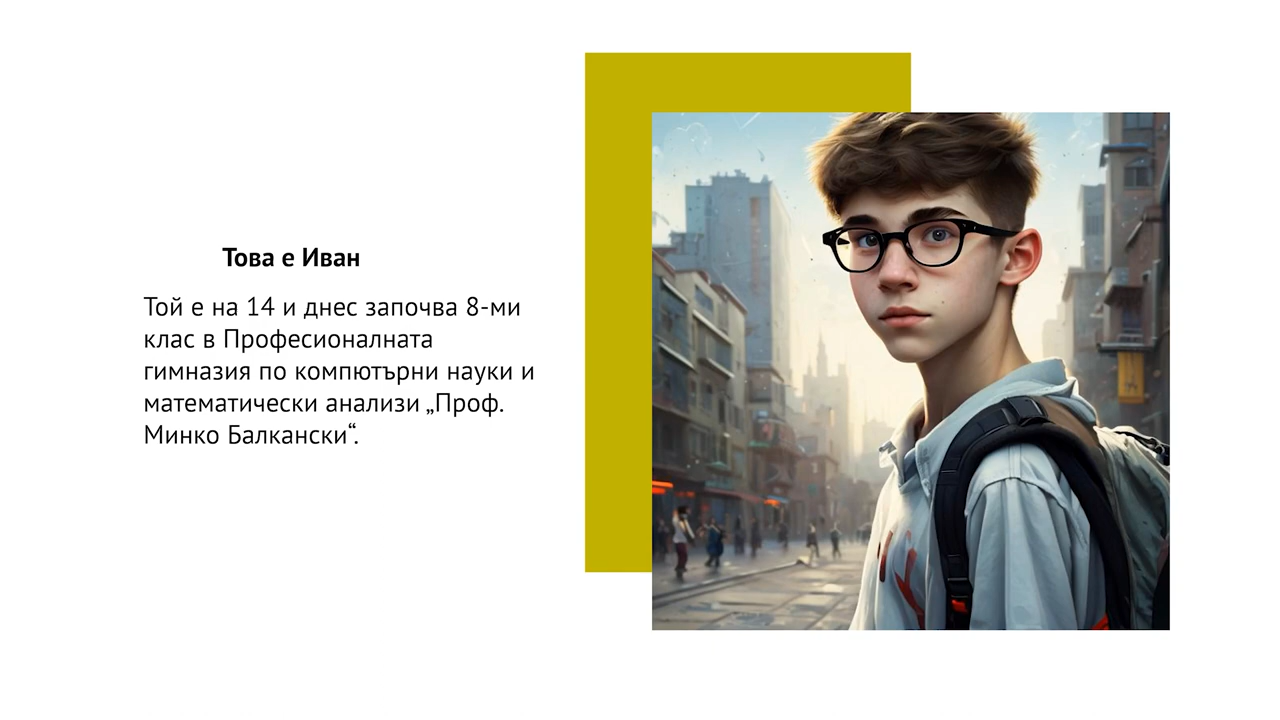 Това е Иван
Той е на 14 и днес започва 8-ми
клас в Професионалната
гимназия по компютърни науки и
математически анализи „Проф.
Минко Балкански“.